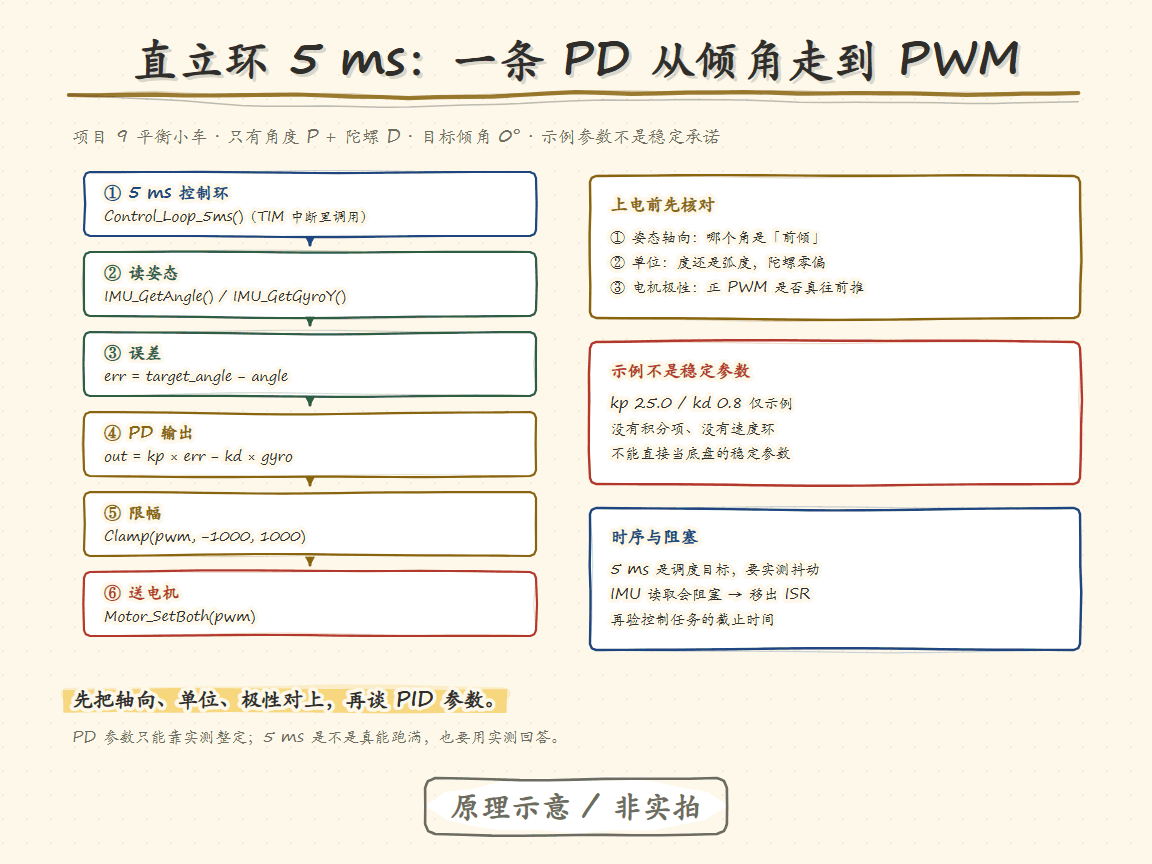 直立环 5 ms：一条 PD 从倾角走到 PWM
项目 9 平衡小车 · 只有角度 P + 陀螺 D · 目标倾角 0° · 示例参数不是稳定承诺
① 5 ms 控制环
Control_Loop_5ms()（TIM 中断里调用）
② 读姿态
IMU_GetAngle() / IMU_GetGyroY()
③ 误差
err = target_angle − angle
④ PD 输出
out = kp × err − kd × gyro
⑤ 限幅
Clamp(pwm, −1000, 1000)
⑥ 送电机
Motor_SetBoth(pwm)
上电前先核对
① 姿态轴向：哪个角是「前倾」
② 单位：度还是弧度，陀螺零偏
③ 电机极性：正 PWM 是否真往前推
示例不是稳定参数
kp 25.0 / kd 0.8 仅示例
没有积分项、没有速度环
不能直接当底盘的稳定参数
时序与阻塞
5 ms 是调度目标，要实测抖动
IMU 读取会阻塞 → 移出 ISR
再验控制任务的截止时间
先把轴向、单位、极性对上，再谈 PID 参数。
PD 参数只能靠实测整定；5 ms 是不是真能跑满，也要用实测回答。
原理示意 / 非实拍